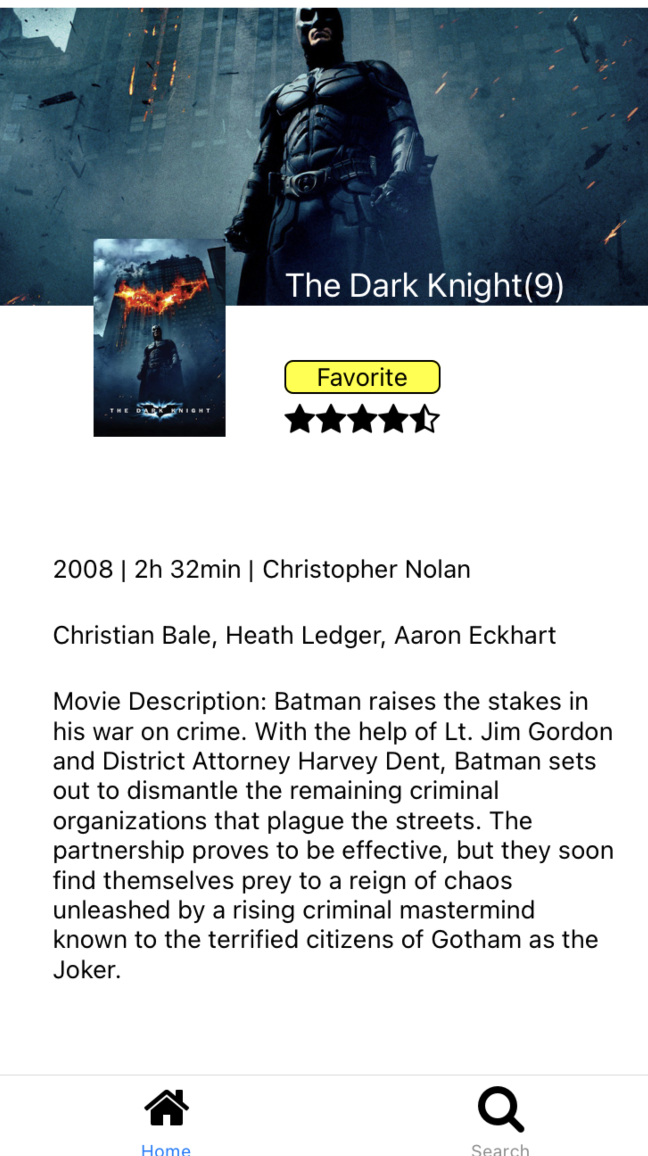 The Dark Knight(9)
THE DARK KNIGHT
Favorite
2008 | 2h 32min | Christopher Nolan
Christian Bale, Heath Ledger, Aaron Eckhart
Movie Description: Batman raises the stakes in
his war on crime. With the help of Lt. Jim Gordon
and District Attorney Harvey Dent, Batman sets
out to dismantle the remaining criminal
organizations that plague the streets. The
partnership proves to be effective, but they soon
find themselves prey to a reign of chaos
unleashed by a rising criminal mastermind
known to the terrified citizens of Gotham as the
Joker.
Home
Search